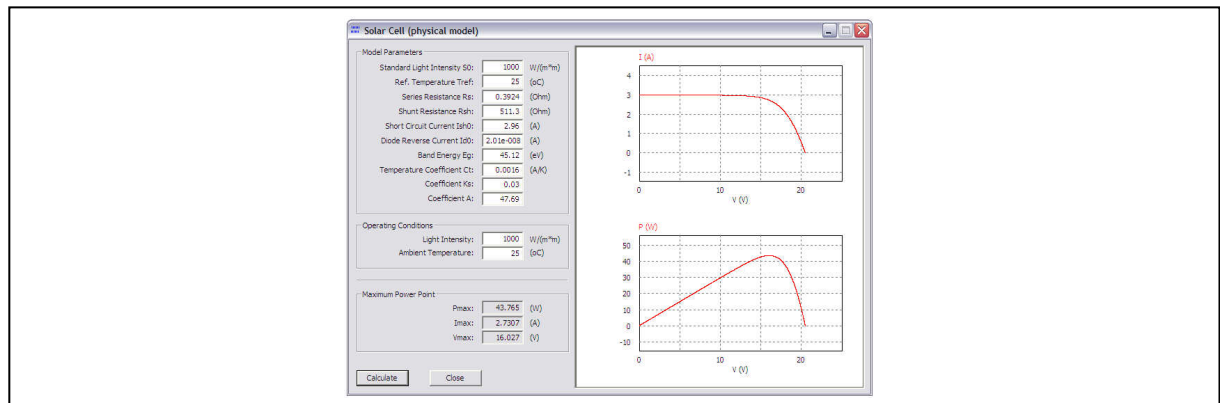 Solar Cell (physical model)
Model Parameters
Standard Light Intensity S0: 1000 W/(m*m)
Ref. Temperature Tref: 25 (oC)
Series Resistance Rs: 0.3924 (Ohm)
Shunt Resistance Rsh: 511.3 (Ohm)
Short Circuit Current Ish0: 2.96 (A)
Diode Reverse Current Id0: 2.01e-008 (A)
Band Energy Eg: 45.12 (eV)
Temperature Coefficient Ct: 0.0016 (A/K)
Coefficient Ks: 0.03
Coefficient A: 47.69
Operating Conditions
Light Intensity: 1000 W/(m*m)
Ambient Temperature: 25 (oC)
Maximum Power Point
Pmax: 43.765 (W)
Imax: 2.7307 (A)
Vmax: 16.027 (V)
Calculate Close
I (A)
4
3
2
1
0
-1
0 10 20
V (V)
P (W)
50
40
30
20
10
0
-10
0 10 20
V (V)